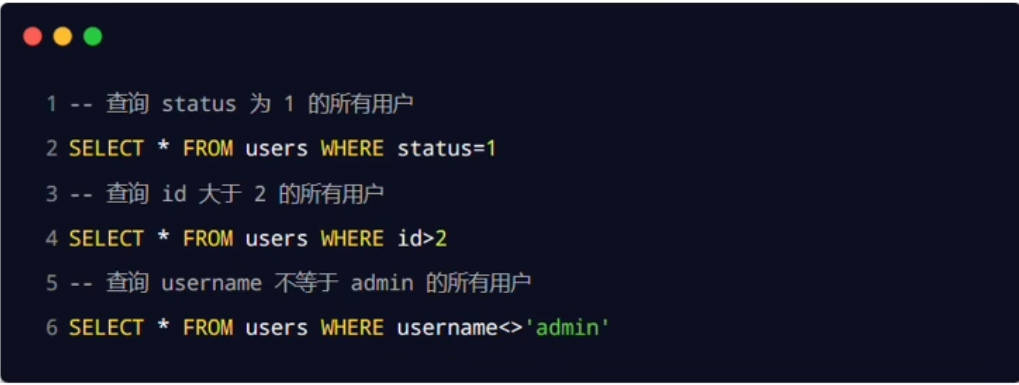 1 -- 查询 status 为 1 的所有用户
2 SELECT * FROM users WHERE status=1
3 -- 查询 id 大于 2 的所有用户
4 SELECT * FROM users WHERE id>2
5 -- 查询 username 不等于 admin 的所有用户
6 SELECT * FROM users WHERE username<>'admin'